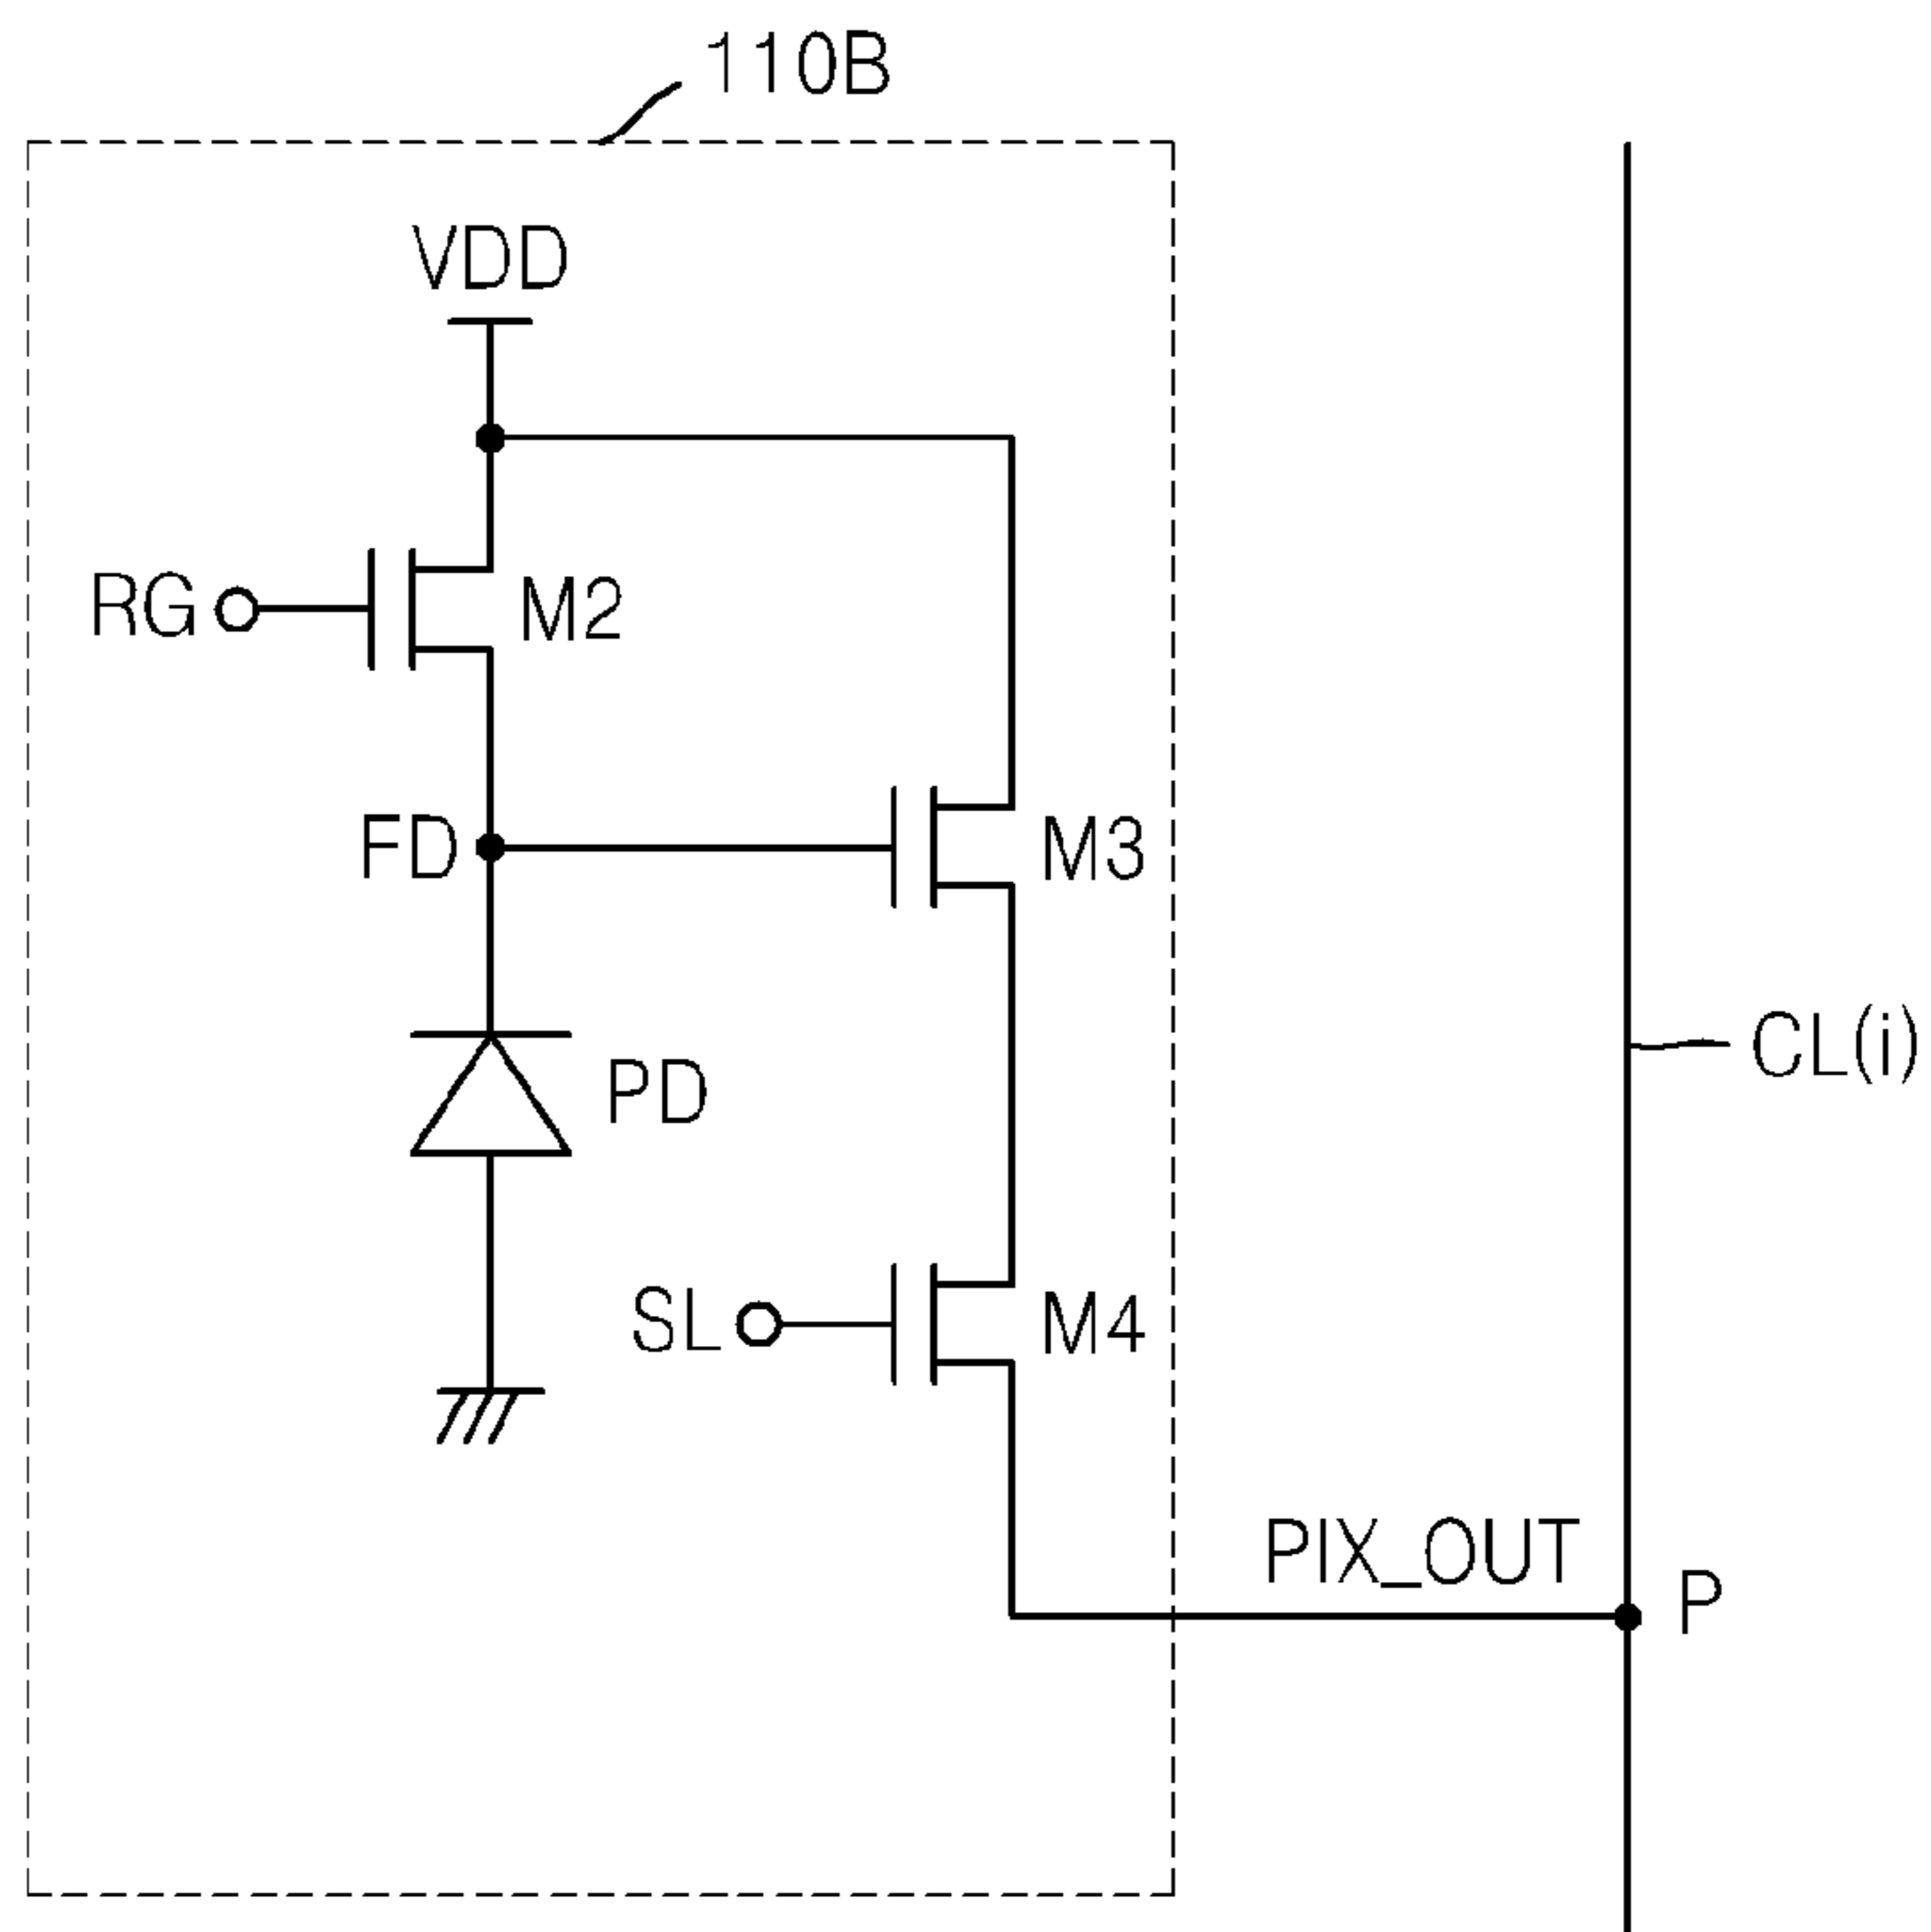 110B
VDD
RG
M2
FD
M3
CL(i)
PD
SL
M4
PIX_OUT
P